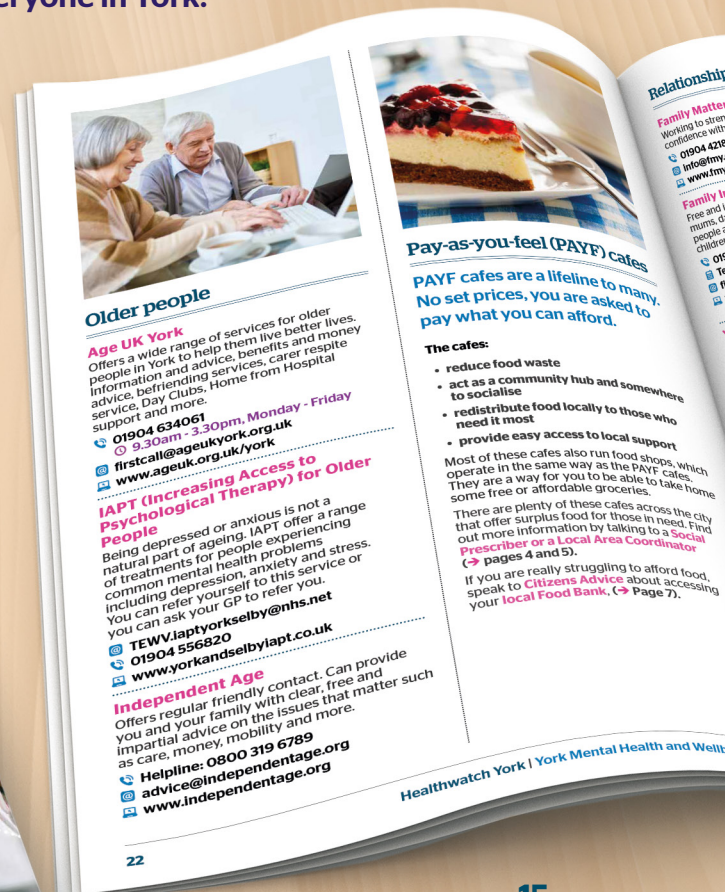 eryone in York.
Older people
Age UK York
Offers a wide range of services for older
people in York to help them live better lives.
Information and advice, benefits and money
advice, befriending services, carer respite
service, Day Clubs, Home from Hospital
support and more.
01904 634061
9.30am - 3.30pm, Monday - Friday
firstcall@ageukyork.org.uk
www.ageuk.org.uk/york
IAPT (Increasing Access to
Psychological Therapy) for Older
People
Being depressed or anxious is not a
natural part of ageing. IAPT offer a range
of treatments for people experiencing
common mental health problems
including depression, anxiety and stress.
You can refer yourself to this service or
you can ask your GP to refer you.
TEWV.iaptyorkselby@nhs.net
01904 556820
www.yorkandselbyiapt.co.uk
Independent Age
Offers regular friendly contact. Can provide
you and your family with clear, free and
impartial advice on the issues that matter such
as care, money, mobility and more.
Helpline: 0800 319 6789
advice@independentage.org
www.independentage.org
22
Pay-as-you-feel (PAYF) cafes
PAYF cafes are a lifeline to many.
No set prices, you are asked to
pay what you can afford.
The cafes:
• reduce food waste
• act as a community hub and somewhere
to socialise
• redistribute food locally to those who
need it most
• provide easy access to local support
Most of these cafes also run food shops, which
operate in the same way as the PAYF cafes.
They are a way for you to be able to take home
some free or affordable groceries.
There are plenty of these cafes across the city
that offer surplus food for those in need. Find
out more information by talking to a Social
Prescriber or a Local Area Coordinator
(→ pages 4 and 5).
If you are really struggling to afford food,
speak to Citizens Advice about accessing
your local Food Bank, (→ Page 7).
Healthwatch York | York Mental Health and Wellb
Relationship
Family Matter
Working to stren
confidence with
01904 4218
info@fmy.
www.fmy
Family In
Free and i
mums, da
people a
children
019
Te
15